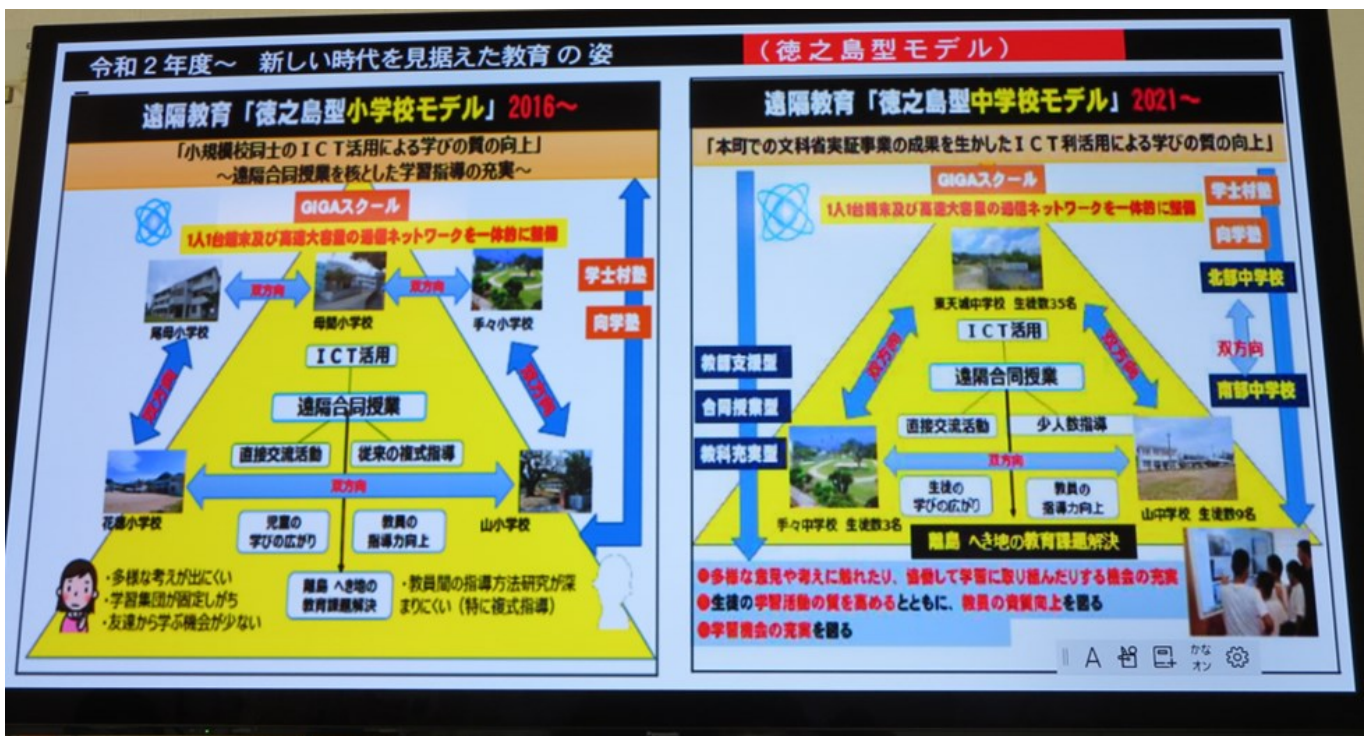 令和2年度～ 新しい時代を見据えた教育の姿
（徳之島型モデル）
遠隔教育「徳之島型小学校モデル」2016～
「小規模校同士のＩＣＴ活用による学びの質の向上」
～遠隔合同授業を核とした学習指導の充実～
GIGAスクール
1人1台端末及び高速大容量の通信ネットワークを一体的に整備
双方向
双方向
尾母小学校
母間小学校
手々小学校
学士村塾
向学塾
ＩＣＴ活用
双方向
双方向
遠隔合同授業
直接交流活動
従来の複式指導
双方向
花徳小学校
山小学校
児童の
学びの広がり
教員の
指導力向上
離島 へき地の
教育課題解決
・多様な考えが出にくい
・学習集団が固定しがち
・友達から学ぶ機会が少ない
・教員間の指導方法研究が深
まりにくい（特に複式指導）
遠隔教育「徳之島型中学校モデル」2021～
「本町での文科省実証事業の成果を生かしたＩＣＴ利活用による学びの質の向上」
GIGAスクール
1人1台端末及び高速大容量の通信ネットワークを一体的に整備
学士村塾
向学塾
北部中学校
双方向
南部中学校
東天城中学校 生徒数35名
ＩＣＴ活用
双方向
双方向
遠隔合同授業
教師支援型
合同授業型
教科充実型
直接交流活動
少人数指導
双方向
生徒の
学びの広がり
教員の
指導力向上
手々中学校 生徒数3名
山中学校 生徒数9名
離島 へき地の教育課題解決
●多様な意見や考えに触れたり、協働して学習に取り組んだりする機会の充実
●生徒の学習活動の質を高めるとともに、教員の資質向上を図る
●学習機会の充実を図る
A
かな
オン